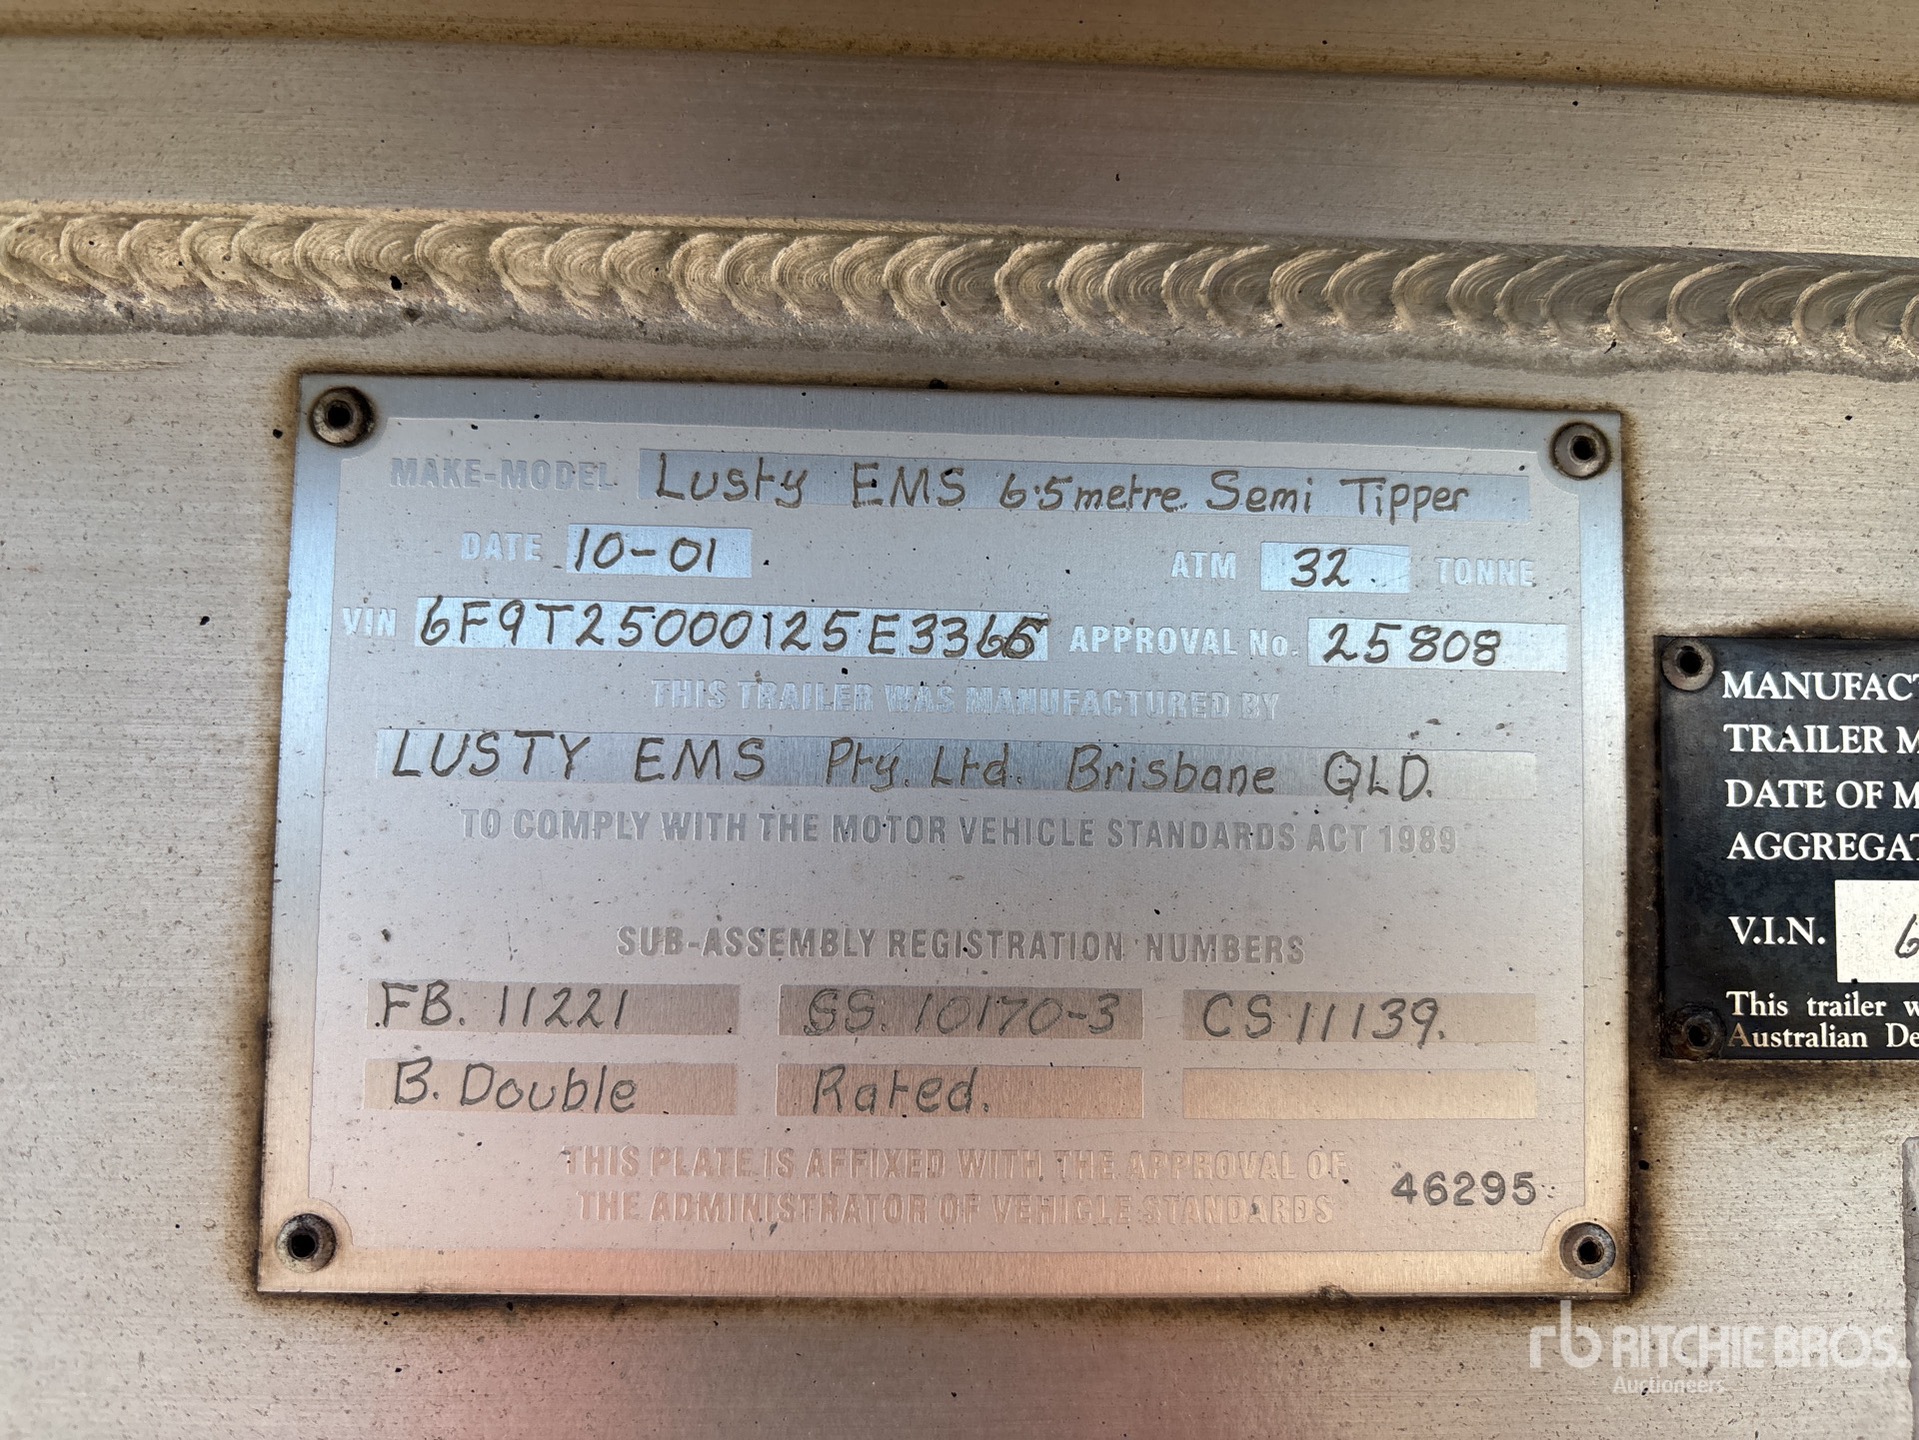 MAKE-MODEL Lusty EMS 6.5metre Semi Tipper
DATE 10-01 ATM 32 TONNE
VIN 6F9T25000125E3365 APPROVAL No. 25808
THIS TRAILER WAS MANUFACTURED BY
LUSTY EMS Pty. Ltd. Brisbane QLD.
TO COMPLY WITH THE MOTOR VEHICLE STANDARDS ACT 1989
SUB-ASSEMBLY REGISTRATION NUMBERS
FB. 11221 SS. 10170-3 CS 11139.
B. Double Rated.
THIS PLATE IS AFFIXED WITH THE APPROVAL OF
THE ADMINISTRATOR OF VEHICLE STANDARDS 46295
MANUFACT
TRAILER M
DATE OF M
AGGREGAT
V.I.N. 6
This trailer w
Australian De
rb RITCHIE BROS.
Auctioneers